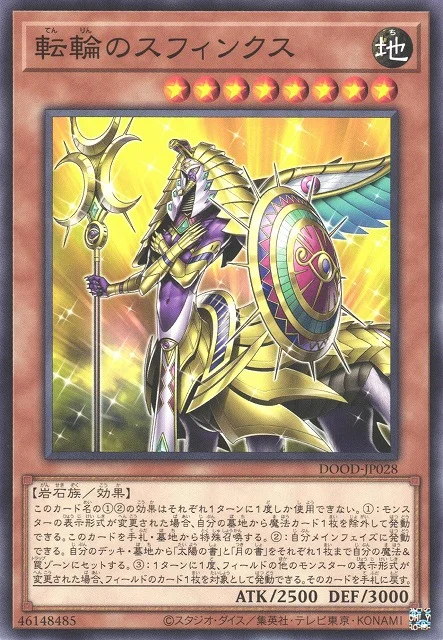 転輪のスフィンクス
地
DOOD-JP028
【岩石族/効果】
このカード名の①②の効果はそれぞれ1ターンに1度しか使用できない。①:モンス
ターの表示形式が変更された場合、自分の墓地から魔法カード1枚を除外して発動
できる。このカードを手札・墓地から特殊召喚する。②:自分メインフェイズに発動
できる。自分のデッキ・墓地から「太陽の書」と「月の書」をそれぞれ1枚まで自分の魔法&
罠ゾーンにセットする。③:1ターンに1度、フィールドの他のモンスターの表示形式が
変更された場合、フィールドのカード1枚を対象として発動できる。そのカードを手札に戻す。
ATK/2500 DEF/3000
46148485 ©スタジオ・ダイス/集英社・テレビ東京・KONAMI